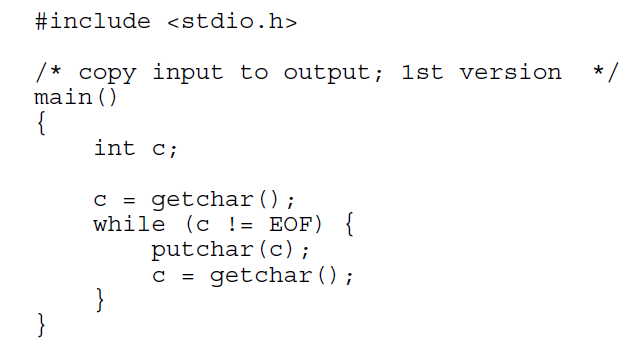 #include <stdio.h>

/* copy input to output; 1st version  */
main()
{
    int c;

    c = getchar();
    while (c != EOF) {
        putchar(c);
        c = getchar();
    }
}